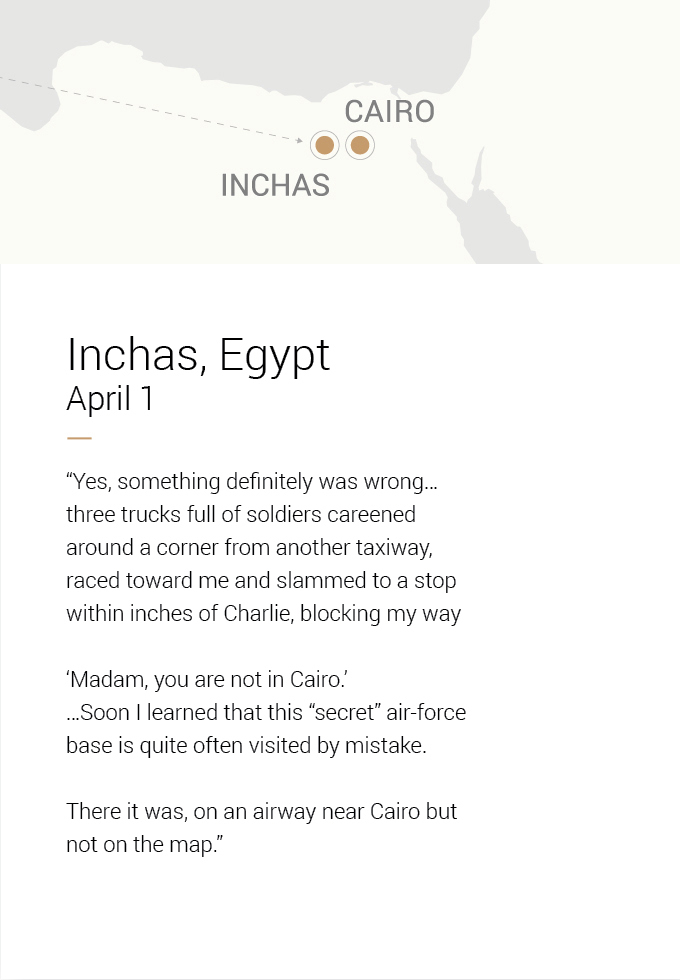 CAIRO
INCHAS
Inchas, Egypt
April 1
“Yes, something definitely was wrong…
three trucks full of soldiers careened
around a corner from another taxiway,
raced toward me and slammed to a stop
within inches of Charlie, blocking my way
‘Madam, you are not in Cairo.’
…Soon I learned that this “secret” air-force
base is quite often visited by mistake.
There it was, on an airway near Cairo but
not on the map.”